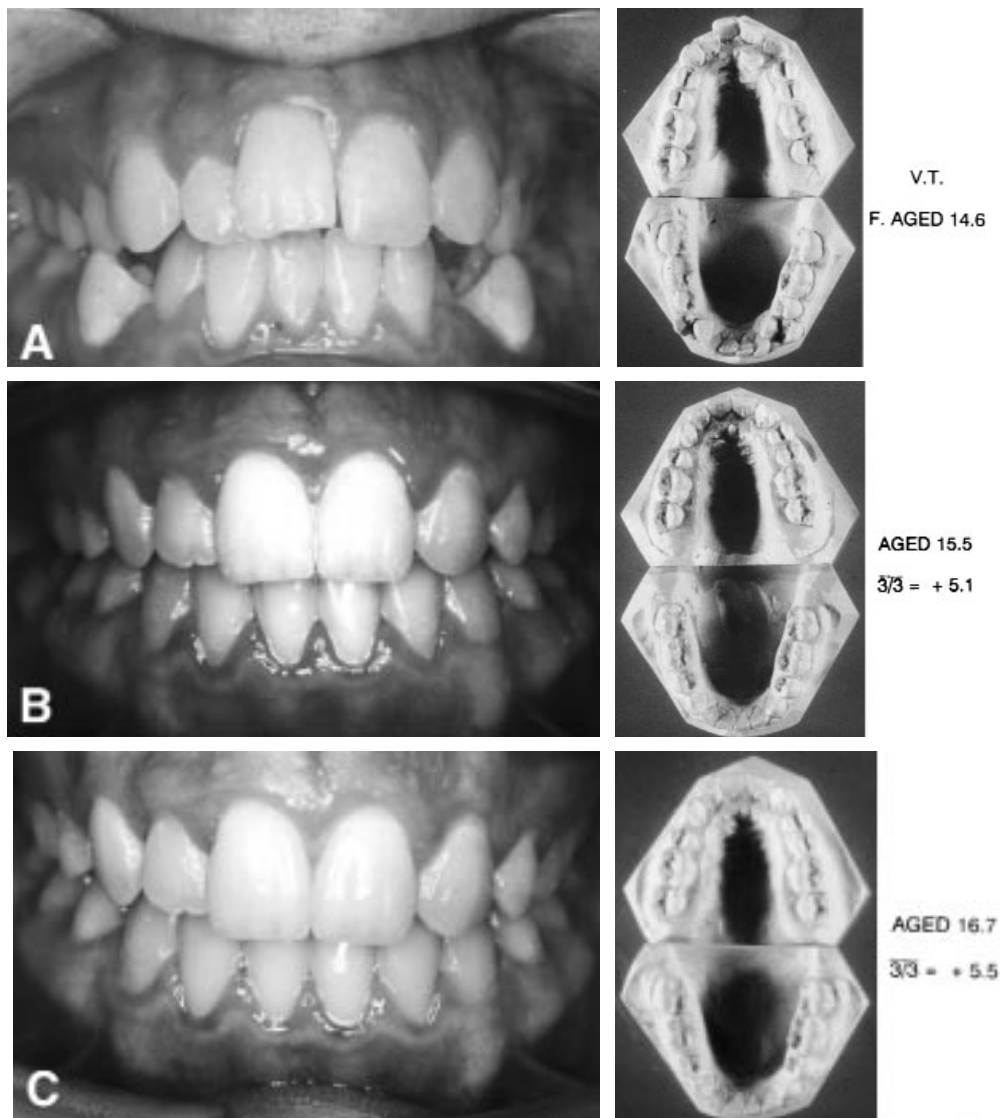 A
V.T.
F. AGED 14.6
B
AGED 15.5
3/3 = + 5.1
C
AGED 16.7
3/3 = + 5.5